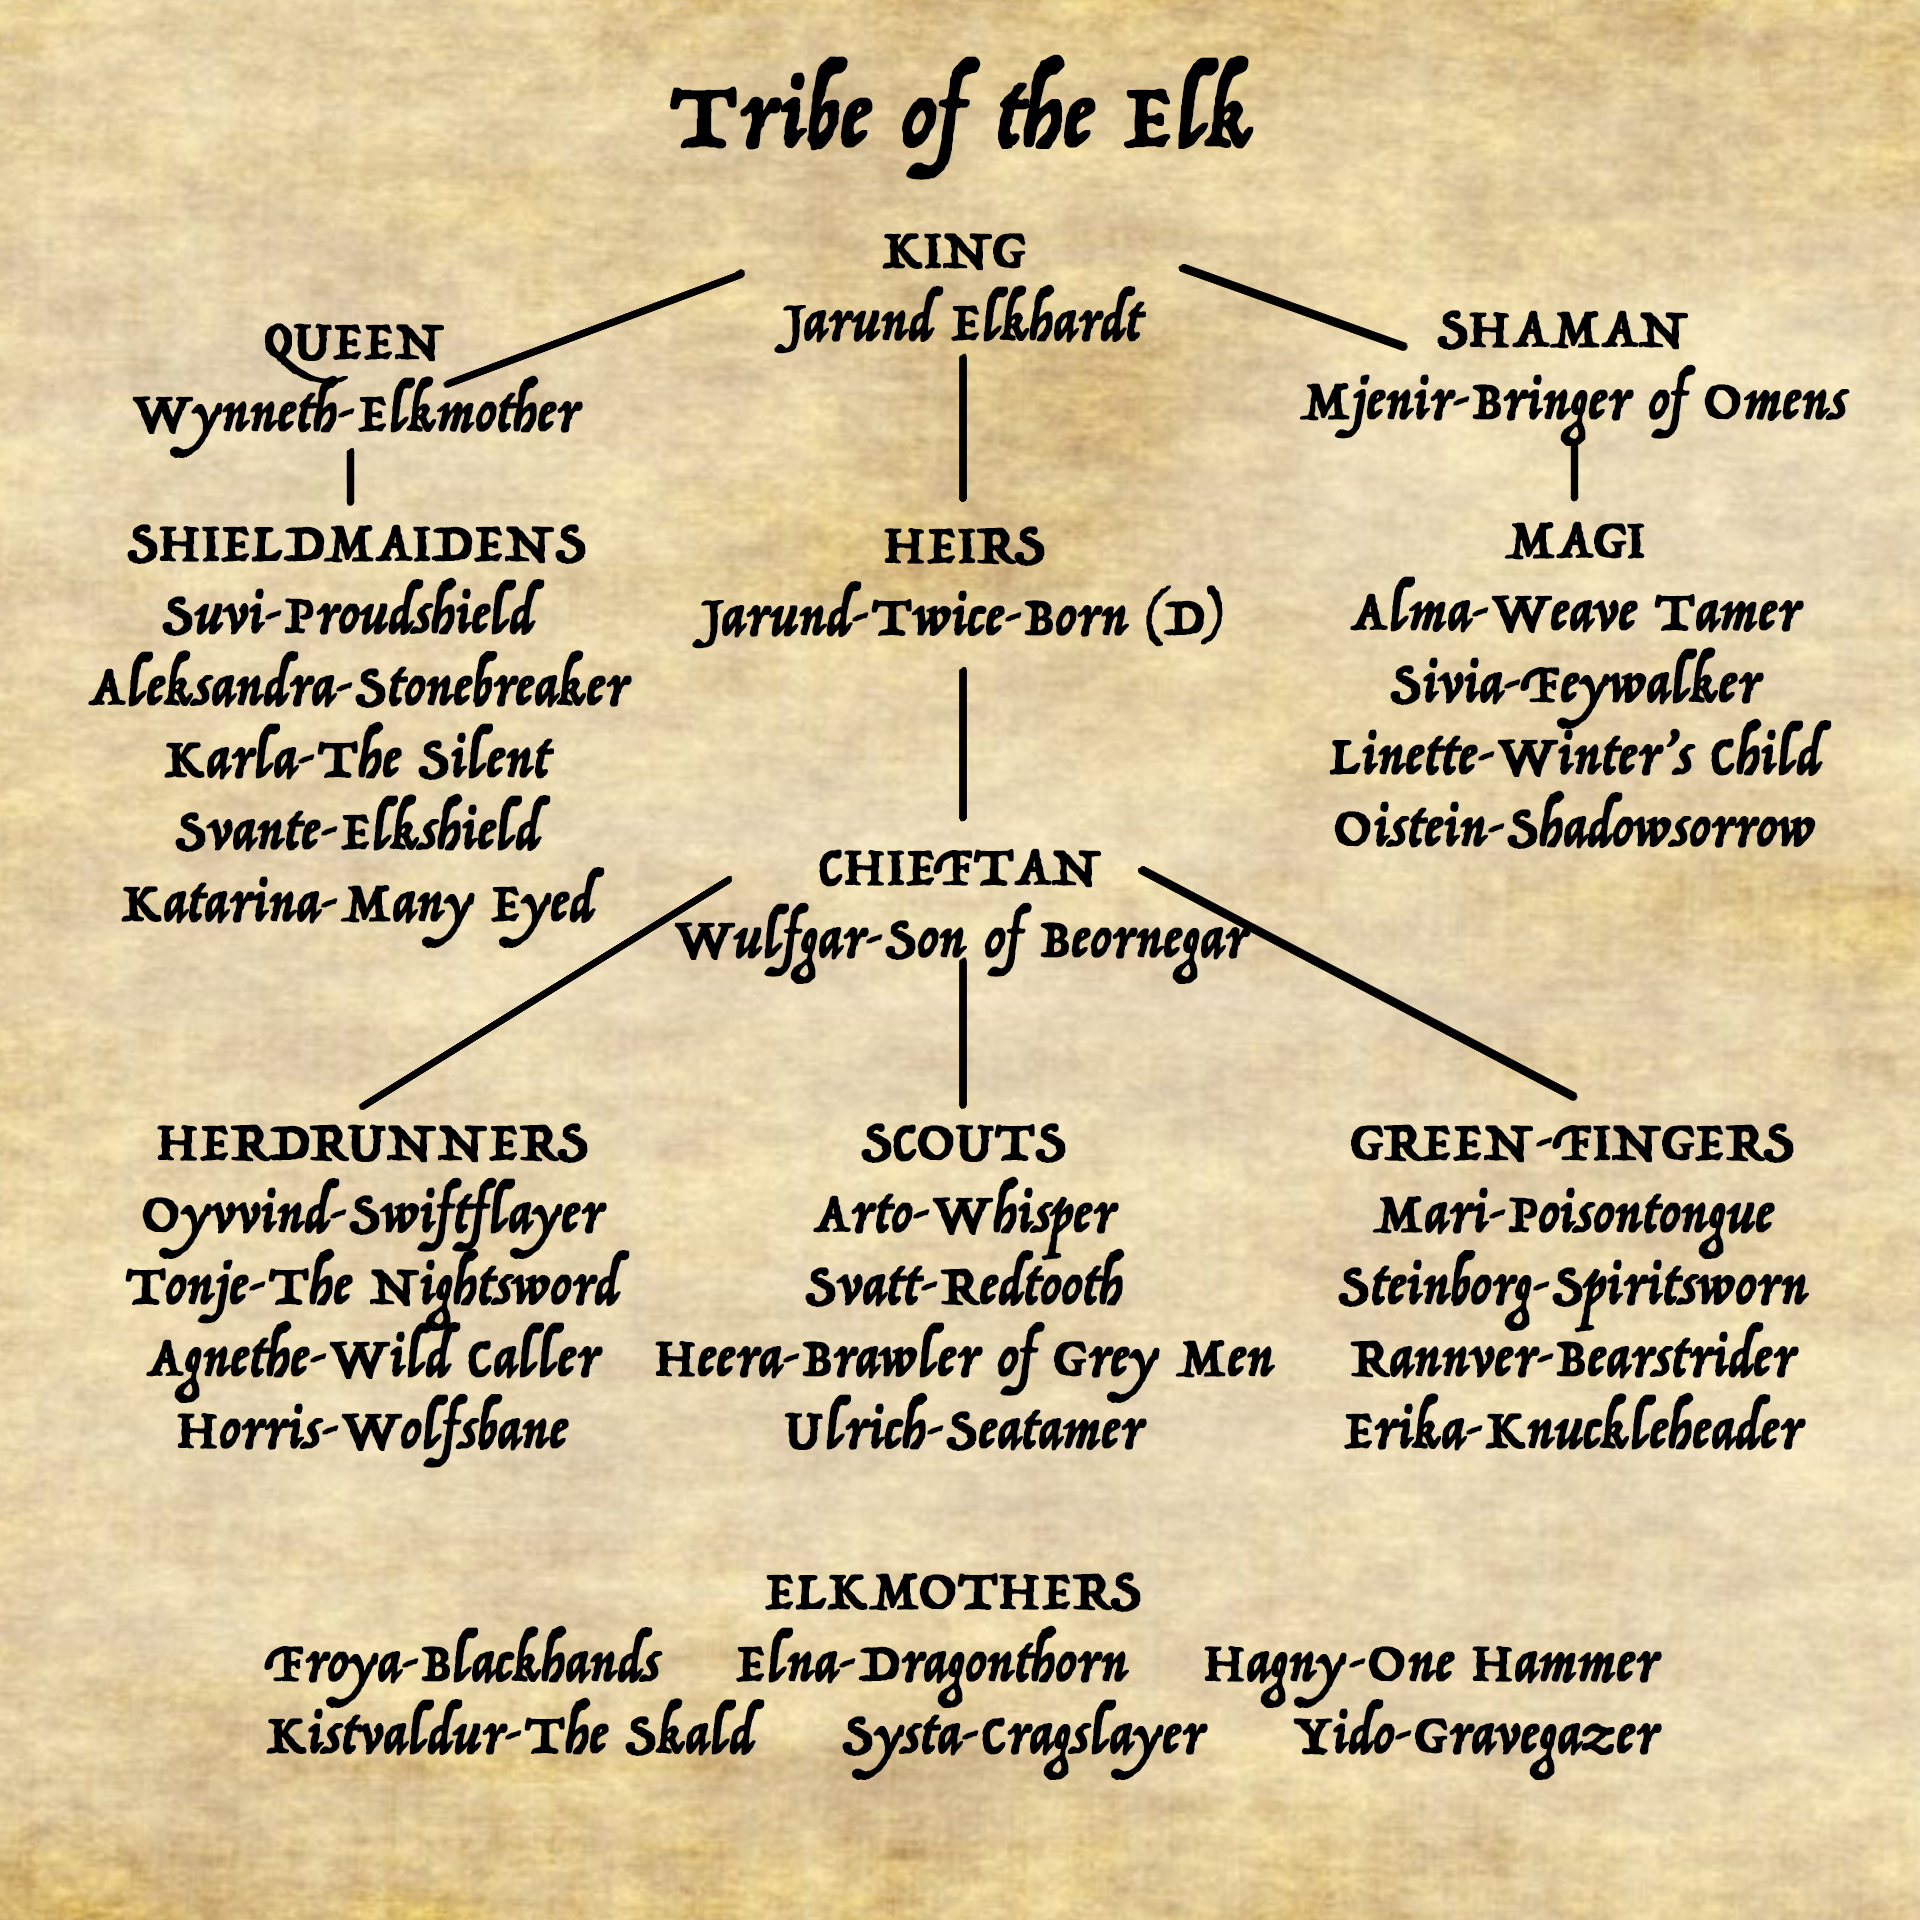 Tribe of the Elk
KING
Jarund Elkhardt
QUEEN
Wynneth-Elkmother
SHAMAN
Mjenir-Bringer of Omens
SHIELDMAIDENS
Suvi-Proudshield
Aleksandra-Stonebreaker
Karla-The Silent
Svante-Elkshield
Katarina-Many Eyed
HEIRS
Jarund-Twice-Born (D)
MAGI
Alma-Weave Tamer
Sivia-Feywalker
Linette-Winter's Child
Oistein-Shadowsorrow
CHIEFTAN
Wulfgar-Son of Beornegar
HERDRUNNERS
Oyvvind-Swiftflayer
Tonje-The Nightsword
Agnethe-Wild Caller
Horris-Wolfsbane
SCOUTS
Arto-Whisper
Svatt-Redtooth
Heera-Brawler of Grey Men
Ulrich-Seatamer
GREEN-FINGERS
Mari-Poisontongue
Steinborg-Spiritsworn
Rannver-Bearstrider
Erika-Knuckleheader
ELKMOTHERS
Froya-Blackhands Elna-Dragonthorn Hagny-One Hammer
Kistvaldur-The Skald Systa-Cragslayer Yido-Gravegazer